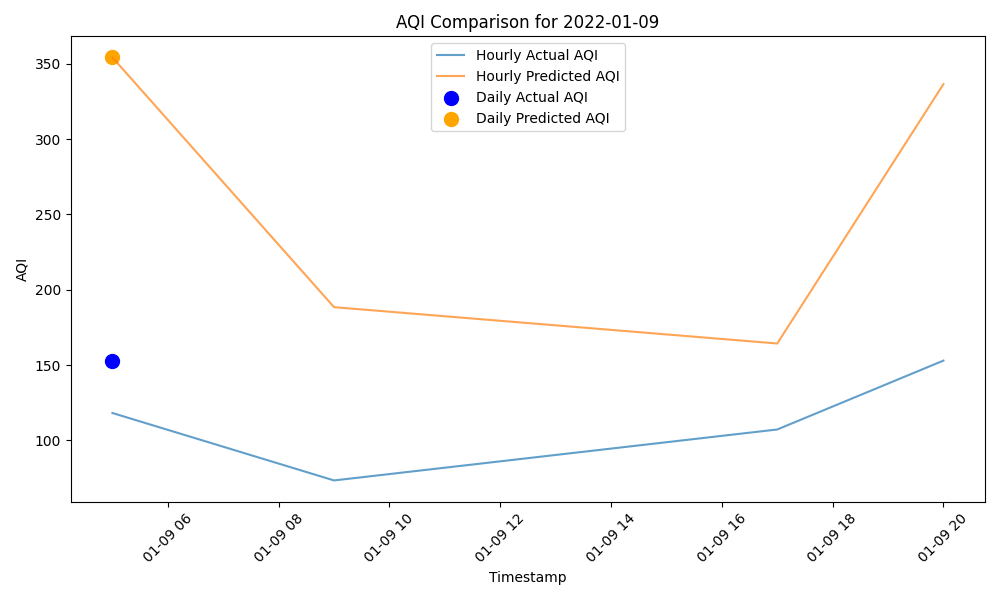 AQI Comparison for 2022-01-09
Hourly Actual AQI
Hourly Predicted AQI
Daily Actual AQI
Daily Predicted AQI
AQI
350
300
250
200
150
100
01-09 06
01-09 08
01-09 10
01-09 12
01-09 14
01-09 16
01-09 18
01-09 20
Timestamp